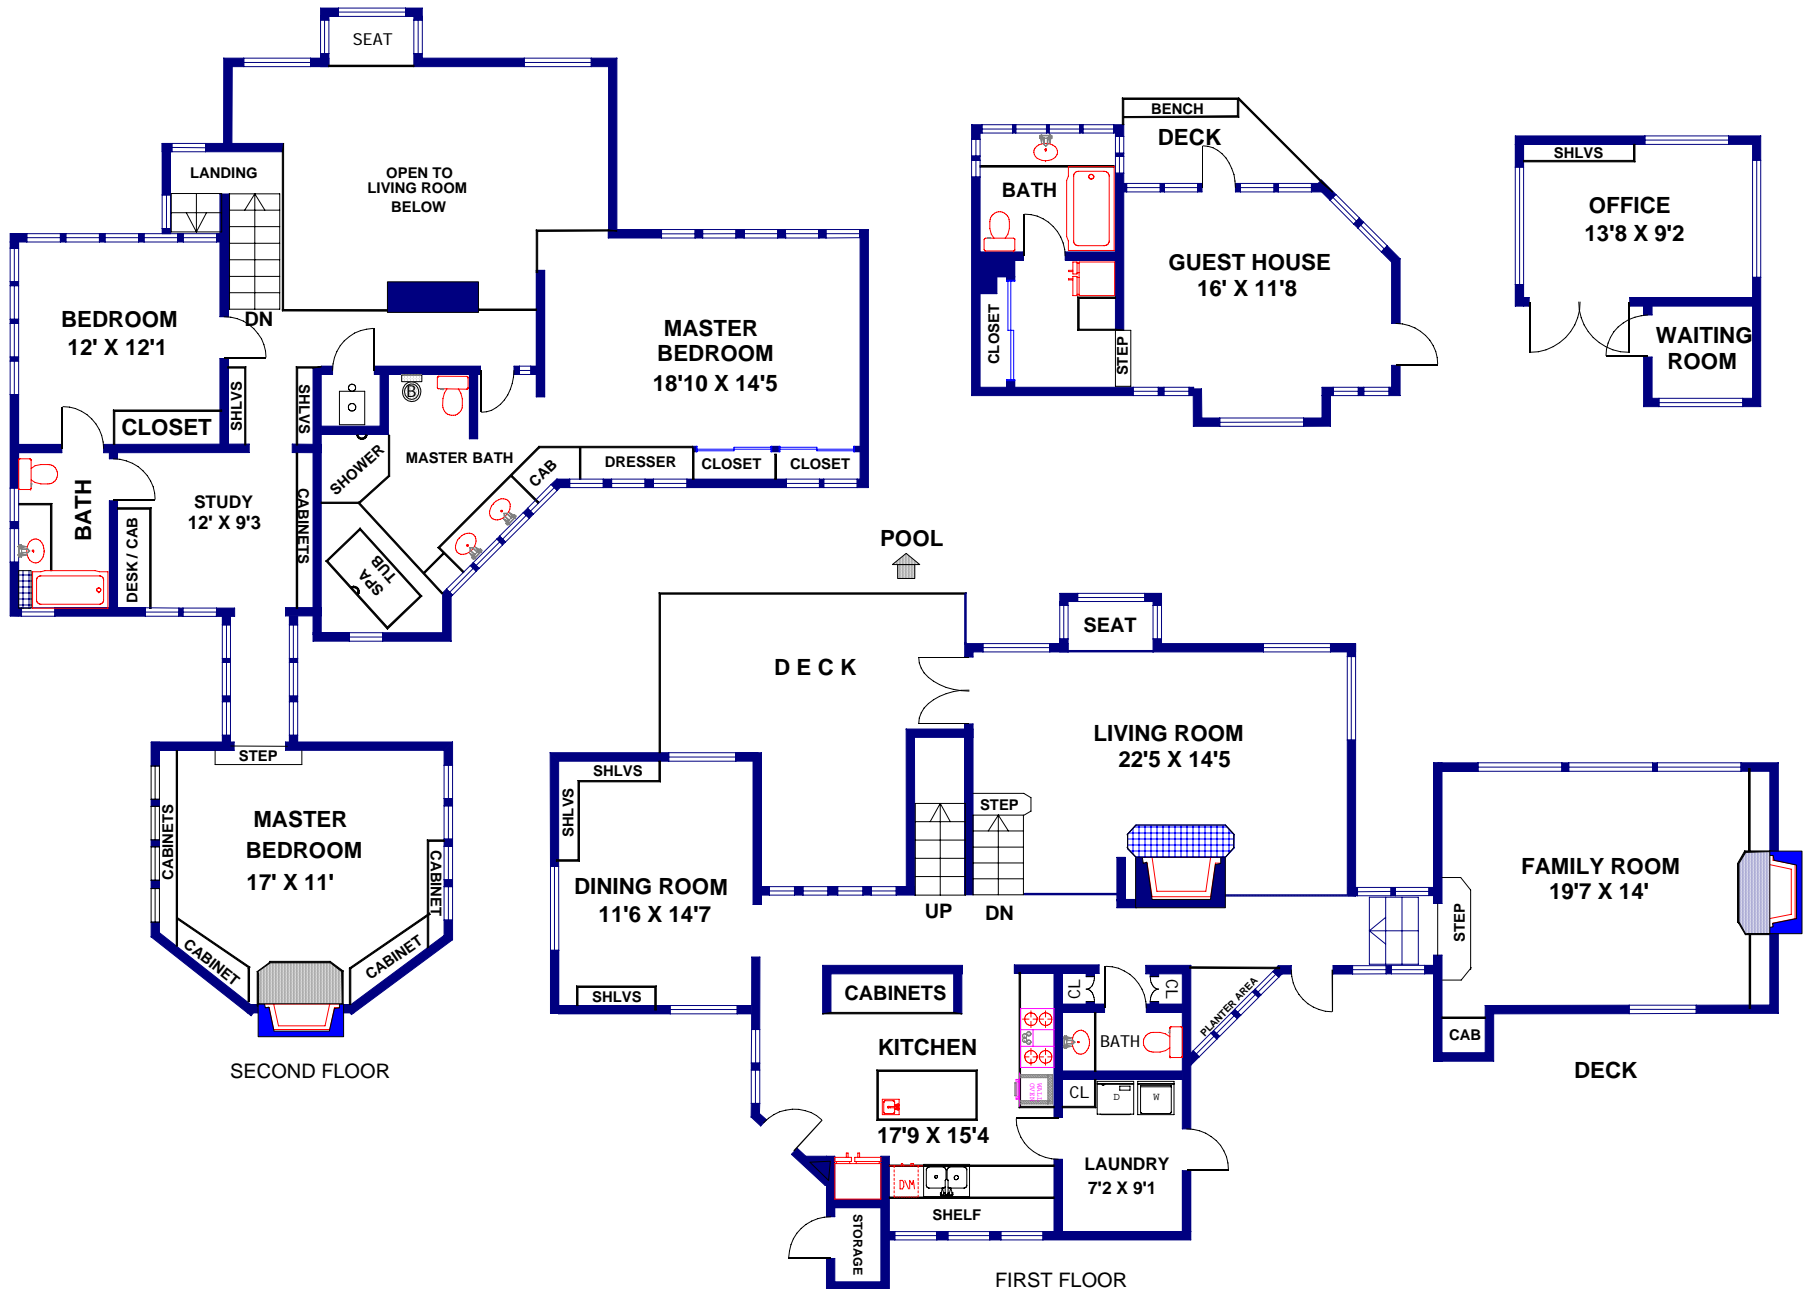 SEAT
LANDING
OPEN TO
LIVING ROOM
BELOW
DN
BEDROOM
12' X 12'1
CLOSET
SHLVS
SHLVS
MASTER
BEDROOM
18'10 X 14'5
B
MASTER BATH
SHOWER
CAB
DRESSER
CLOSET
CLOSET
BATH
STUDY
12' X 9'3
DESK / CAB
CABINETS
SPA
TUB
STEP
CABINETS
MASTER
BEDROOM
17' X 11'
CABINET
CABINET
CABINET
SECOND FLOOR
BENCH
DECK
BATH
GUEST HOUSE
16' X 11'8
CLOSET
STEP
SHLVS
OFFICE
13'8 X 9'2
WAITING
ROOM
POOL
DECK
SEAT
LIVING ROOM
22'5 X 14'5
STEP
SHLVS
SHLVS
DINING ROOM
11'6 X 14'7
SHLVS
UP
DN
FAMILY ROOM
19'7 X 14'
STEP
CAB
DECK
PLANTER AREA
CABINETS
CL
CL
BATH
KITCHEN
17'9 X 15'4
WALL
OVEN
CL
D
W
LAUNDRY
7'2 X 9'1
D\M
SHELF
STORAGE
FIRST FLOOR